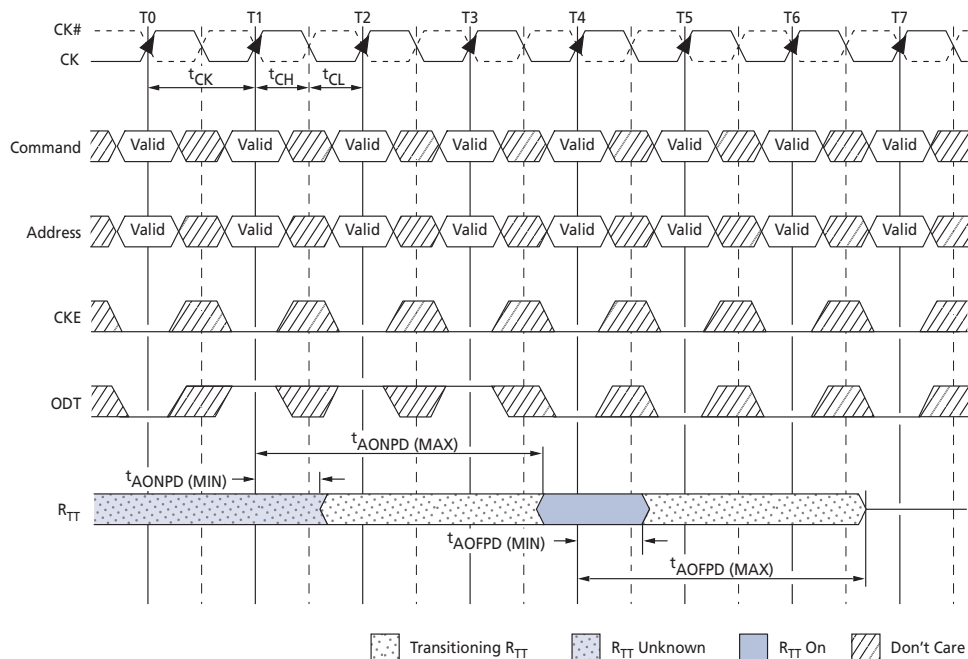 T0 T1 T2 T3 T4 T5 T6 T7
CK#
CK
tCK tCH tCL
Command Valid Valid Valid Valid Valid Valid Valid Valid
Address Valid Valid Valid Valid Valid Valid Valid Valid
CKE
ODT
tAONPD (MAX)
tAONPD (MIN)
RTT
tAOFPD (MIN)
tAOFPD (MAX)
Transitioning RTT RTT Unknown RTT On Don't Care